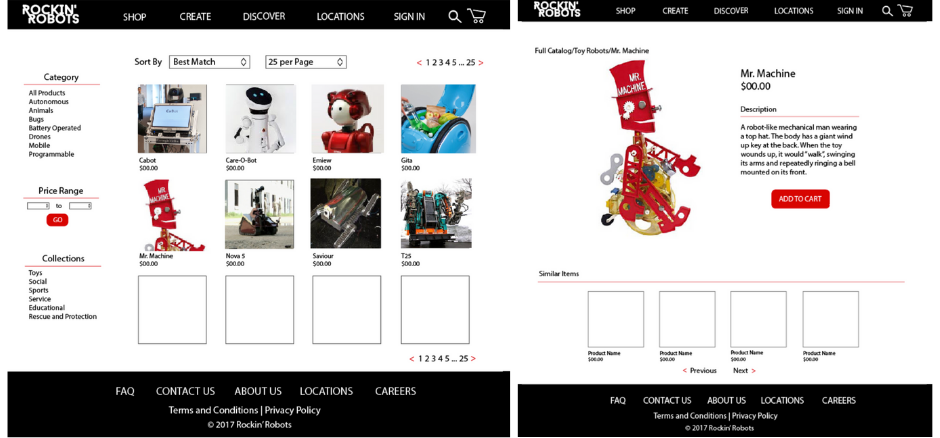 ROCKIN'
ROBOTS
SHOP CREATE DISCOVER LOCATIONS SIGN IN
Sort By Best Match 25 per Page < 1 2 3 4 5 ... 25 >
Category
All Products
Autonomous
Animals
Bugs
Battery Operated
Drones
Mobile
Programmable
Price Range
to
GO
Collections
Toys
Social
Sports
Service
Educational
Rescue and Protection
Cabot
$00.00
Care-O-Bot
$00.00
Emiew
$00.00
Gita
$00.00
MR.
MACHINE
Mr. Machine
$00.00
Nova 5
$00.00
Saviour
$00.00
T25
$00.00
< 1 2 3 4 5 ... 25 >
FAQ CONTACT US ABOUT US LOCATIONS CAREERS
Terms and Conditions | Privacy Policy
© 2017 Rockin' Robots
ROCKIN'
ROBOTS
SHOP CREATE DISCOVER LOCATIONS SIGN IN
Full Catalog/Toy Robots/Mr. Machine
MR.
MACHINE
Mr. Machine
$00.00
Description
A robot-like mechanical man wearing
a top hat. The body has a giant wind
up key at the back. When the toy
wounds up, it would "walk", swinging
its arms and repeatedly ringing a bell
mounted on its front.
ADD TO CART
Similar Items
Product Name
$00.00
Product Name
$00.00
Product Name
$00.00
Product Name
$00.00
< Previous Next >
FAQ CONTACT US ABOUT US LOCATIONS CAREERS
Terms and Conditions | Privacy Policy
© 2017 Rockin' Robots